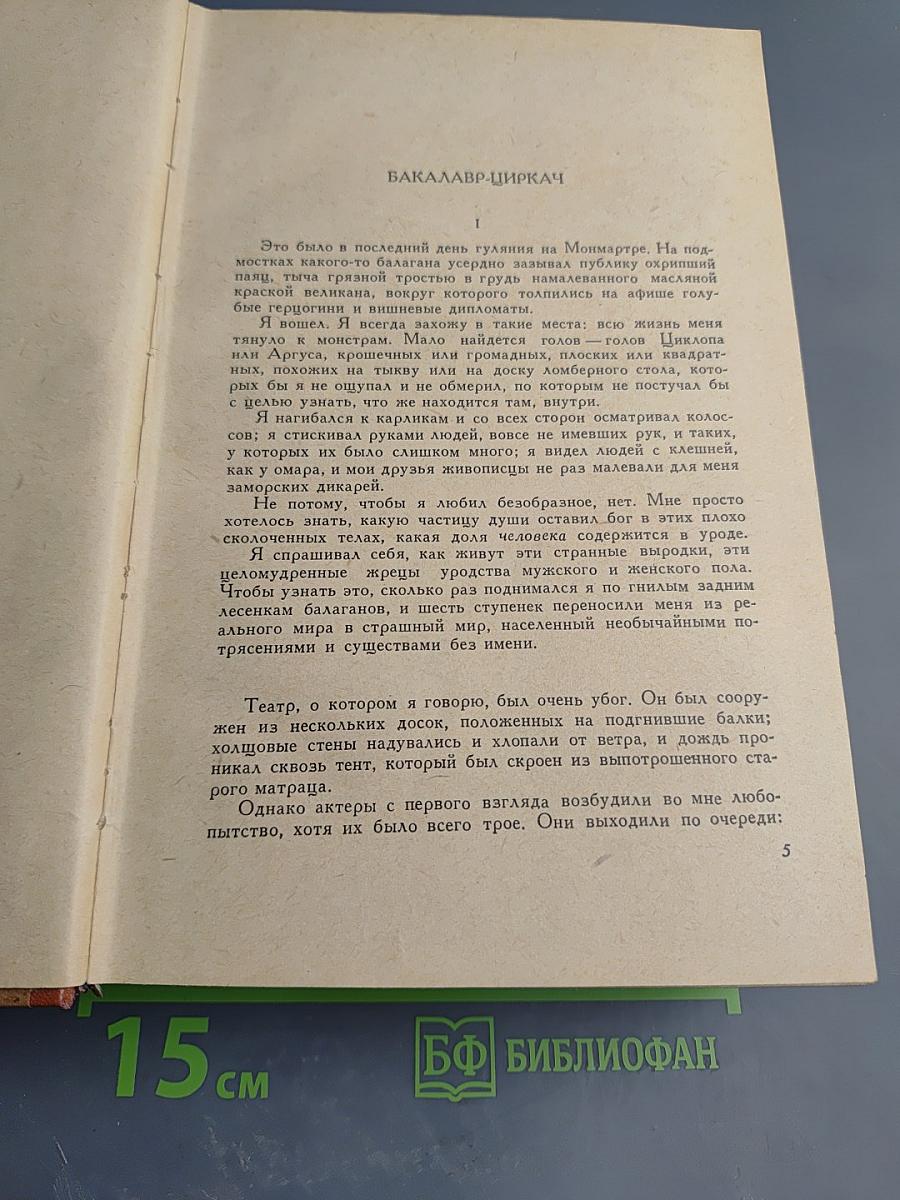 БАКАЛАВР-ЦИРКАЧ
I
Это было в последний день гуляния на Монмартре. На под-
мостках какого-то балагана усердно зазывал публику охрипший
паяц, тыча грязной тростью в грудь намалеванного масляной
краской великана, вокруг которого толпились на афише голу-
бые герцогини и вишневые дипломаты.
Я вошел. Я всегда захожу в такие места: всю жизнь меня
тянуло к монстрам. Мало найдется голов — голов Циклопа
или Аргуса, крошечных или громадных, плоских или квадрат-
ных, похожих на тыкву или на доску ломберного стола, кото-
рых бы я не ощупал и не обмерил, по которым не постучал бы
с целью узнать, что же находится там, внутри.
Я нагибался к карликам и со всех сторон осматривал колос-
сов; я стискивал руками людей, вовсе не имевших рук, и таких,
у которых их было слишком много; я видел людей с клешней,
как у омара, и мои друзья живописцы не раз малевали для меня
заморских дикарей.
Не потому, чтобы я любил безобразное, нет. Мне просто
хотелось знать, какую частицу души оставил бог в этих плохо
сколоченных телах, какая доля человека содержится в уроде.
Я спрашивал себя, как живут эти странные выродки, эти
целомудренные жрецы уродства мужского и женского пола.
Чтобы узнать это, сколько раз поднимался я по гнилым задним
лесенкам балаганов, и шесть ступенек переносили меня из ре-
ального мира в страшный мир, населенный необычайными по-
трясениями и существами без имени.
Театр, о котором я говорю, был очень убог. Он был соору-
жен из нескольких досок, положенных на подгнившие балки;
холщовые стены надувались и хлопали от ветра, и дождь про-
никал сквозь тент, который был скроен из выпотрошенного ста-
рого матраца.
Однако актеры с первого взгляда возбудили во мне любо-
пытство, хотя их было всего трое. Они выходили по очереди:
5
15 см
БФ БИБЛИОФАН